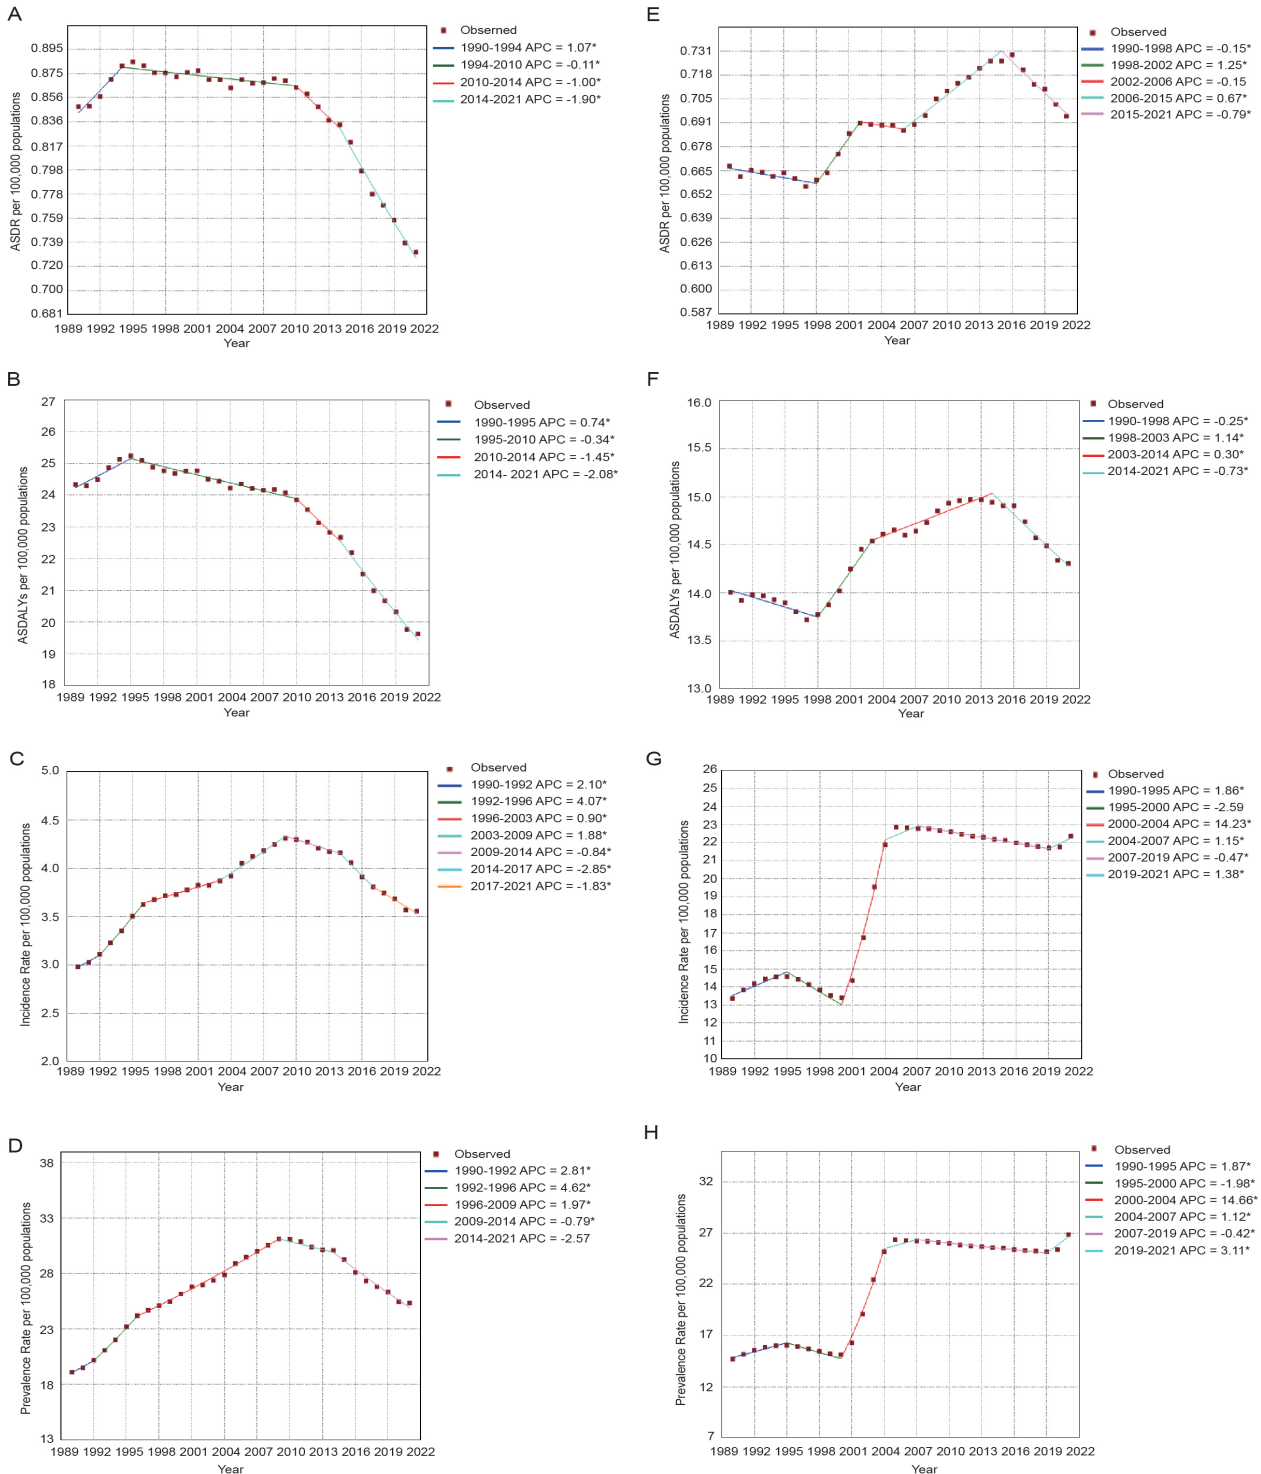 A
ASDR per 100,000 populations
0.895
0.875
0.856
0.836
0.817
0.798
0.778
0.759
0.739
0.720
0.700
0.681
1989 1992 1995 1998 2001 2004 2007 2010 2013 2016 2019 2022
Year
Obserned
1990-1994 APC = 1.07*
1994-2010 APC = -0.11*
2010-2014 APC = -1.00*
2014-2021 APC = -1.90*
E
ASDR per 100,000 populations
0.731
0.718
0.705
0.691
0.678
0.665
0.652
0.639
0.626
0.613
0.600
0.587
1989 1992 1995 1998 2001 2004 2007 2010 2013 2016 2019 2022
Year
Observed
1990-1998 APC = -0.15*
1998-2002 APC = 1.25*
2002-2006 APC = -0.15
2006-2015 APC = 0.67*
2015-2021 APC = -0.79*
B
ASDALYs per 100,000 populations
27
26
25
24
23
22
21
20
19
18
1989 1992 1995 1998 2001 2004 2007 2010 2013 2016 2019 2022
Year
Observed
1990-1995 APC = 0.74*
1995-2010 APC = -0.34*
2010-2014 APC = -1.45*
2014- 2021 APC = -2.08*
F
ASDALYs per 100,000 populations
16.0
15.5
15.0
14.5
14.0
13.5
13.0
1989 1992 1995 1998 2001 2004 2007 2010 2013 2016 2019 2022
Year
Observed
1990-1998 APC = -0.25*
1998-2003 APC = 1.14*
2003-2014 APC = 0.30*
2014-2021 APC = -0.73*
C
Incidence Rate per 100,000 populations
5.0
4.5
4.0
3.5
3.0
2.5
2.0
1989 1992 1995 1998 2001 2004 2007 2010 2013 2016 2019 2022
Year
Observed
1990-1992 APC = 2.10*
1992-1996 APC = 4.07*
1996-2003 APC = 0.90*
2003-2009 APC = 1.88*
2009-2014 APC = -0.84*
2014-2017 APC = -2.85*
2017-2021 APC = -1.83*
G
Incidence Rate per 100,000 populations
26
25
24
23
22
21
20
19
18
17
16
15
14
13
12
11
10
1989 1992 1995 1998 2001 2004 2007 2010 2013 2016 2019 2022
Year
Observed
1990-1995 APC = 1.86*
1995-2000 APC = -2.59
2000-2004 APC = 14.23*
2004-2007 APC = 1.15*
2007-2019 APC = -0.47*
2019-2021 APC = 1.38*
D
Prevalence Rate per 100,000 populations
38
33
28
23
18
13
1989 1992 1995 1998 2001 2004 2007 2010 2013 2016 2019 2022
Year
Observed
1990-1992 APC = 2.81*
1992-1996 APC = 4.62*
1996-2009 APC = 1.97*
2009-2014 APC = -0.79*
2014-2021 APC = -2.57
H
Prevalence Rate per 100,000 populations
32
27
22
17
12
7
1989 1992 1995 1998 2001 2004 2007 2010 2013 2016 2019 2022
Year
Observed
1990-1995 APC = 1.87*
1995-2000 APC = -1.98*
2000-2004 APC = 14.66*
2004-2007 APC = 1.12*
2007-2019 APC = -0.42*
2019-2021 APC = 3.11*